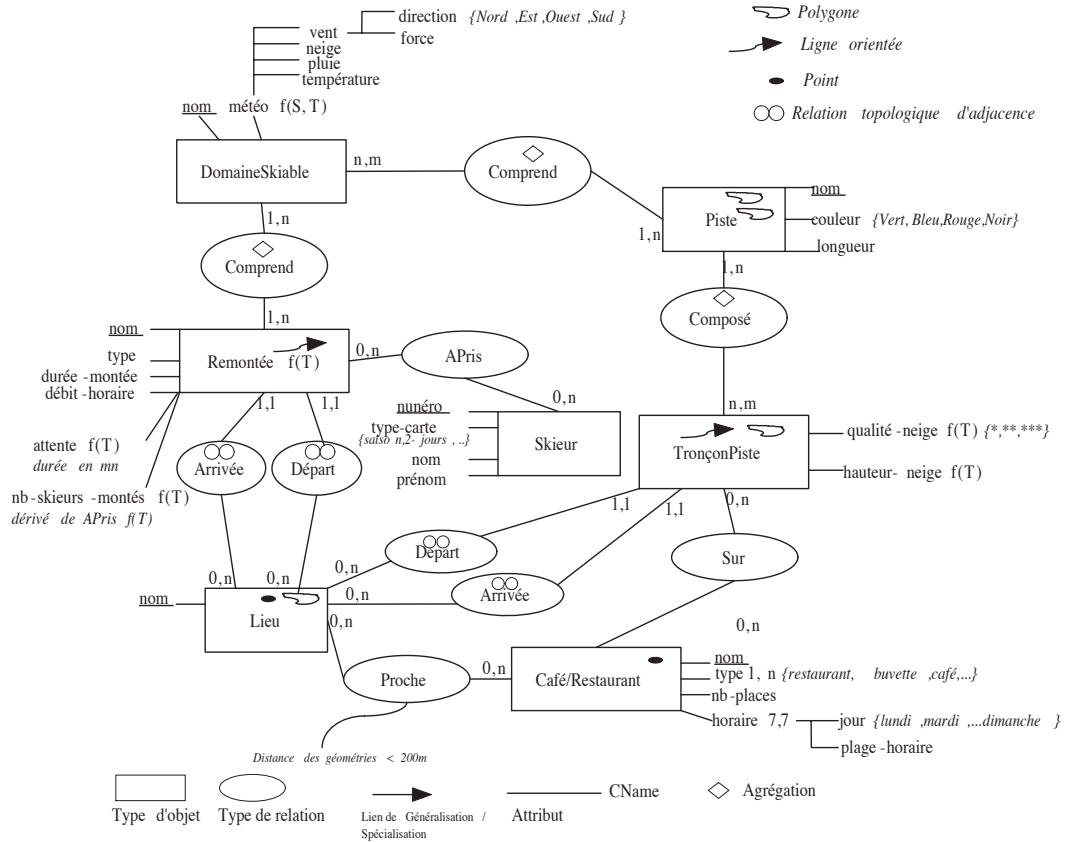 direction {Nord ,Est ,Ouest ,Sud }
vent
force
neige
pluie
température
nom météo f(S,T)
Polygone
Ligne orientée
Point
Relation topologique d'adjacence
DomaineSkiable
n,m
Comprend
1,n
Piste
nom
couleur {Vert, Bleu,Rouge,Noir}
longueur
1,n
Comprend
1,n
1,n
Composé
n,m
nom
type
durée -montée
débit -horaire
Remontée f(T)
0,n
APris
0,n
1,1
1,1
attente f(T)
durée en mn
nb-skieurs -montés f(T)
dérivé de APris f(T)
Arrivée
Départ
nunéro
type-carte
{saisb n,2- jours , ..}
nom
prénom
Skieur
TronçonPiste
qualité -neige f(T) {*,**,***}
hauteur- neige f(T)
1,1
1,1
0,n
Départ
Arrivée
Sur
0,n
0,n
0,n
0,n
0,n
nom
Lieu
0,n
Proche
0,n
Distance des géométries < 200m
Café/Restaurant
nom
type 1, n {restaurant, buvette ,café,...}
nb-places
horaire 7,7
jour {lundi ,mardi ,...dimanche }
plage -horaire
0,n
Type d'objet
Type de relation
Lien de Généralisation /
Spécialisation
CName
Attribut
Agrégation